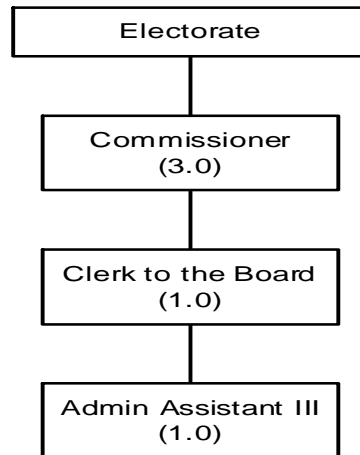 Electorate
Commissioner
(3.0)
Clerk to the Board
(1.0)
Admin Assistant III
(1.0)